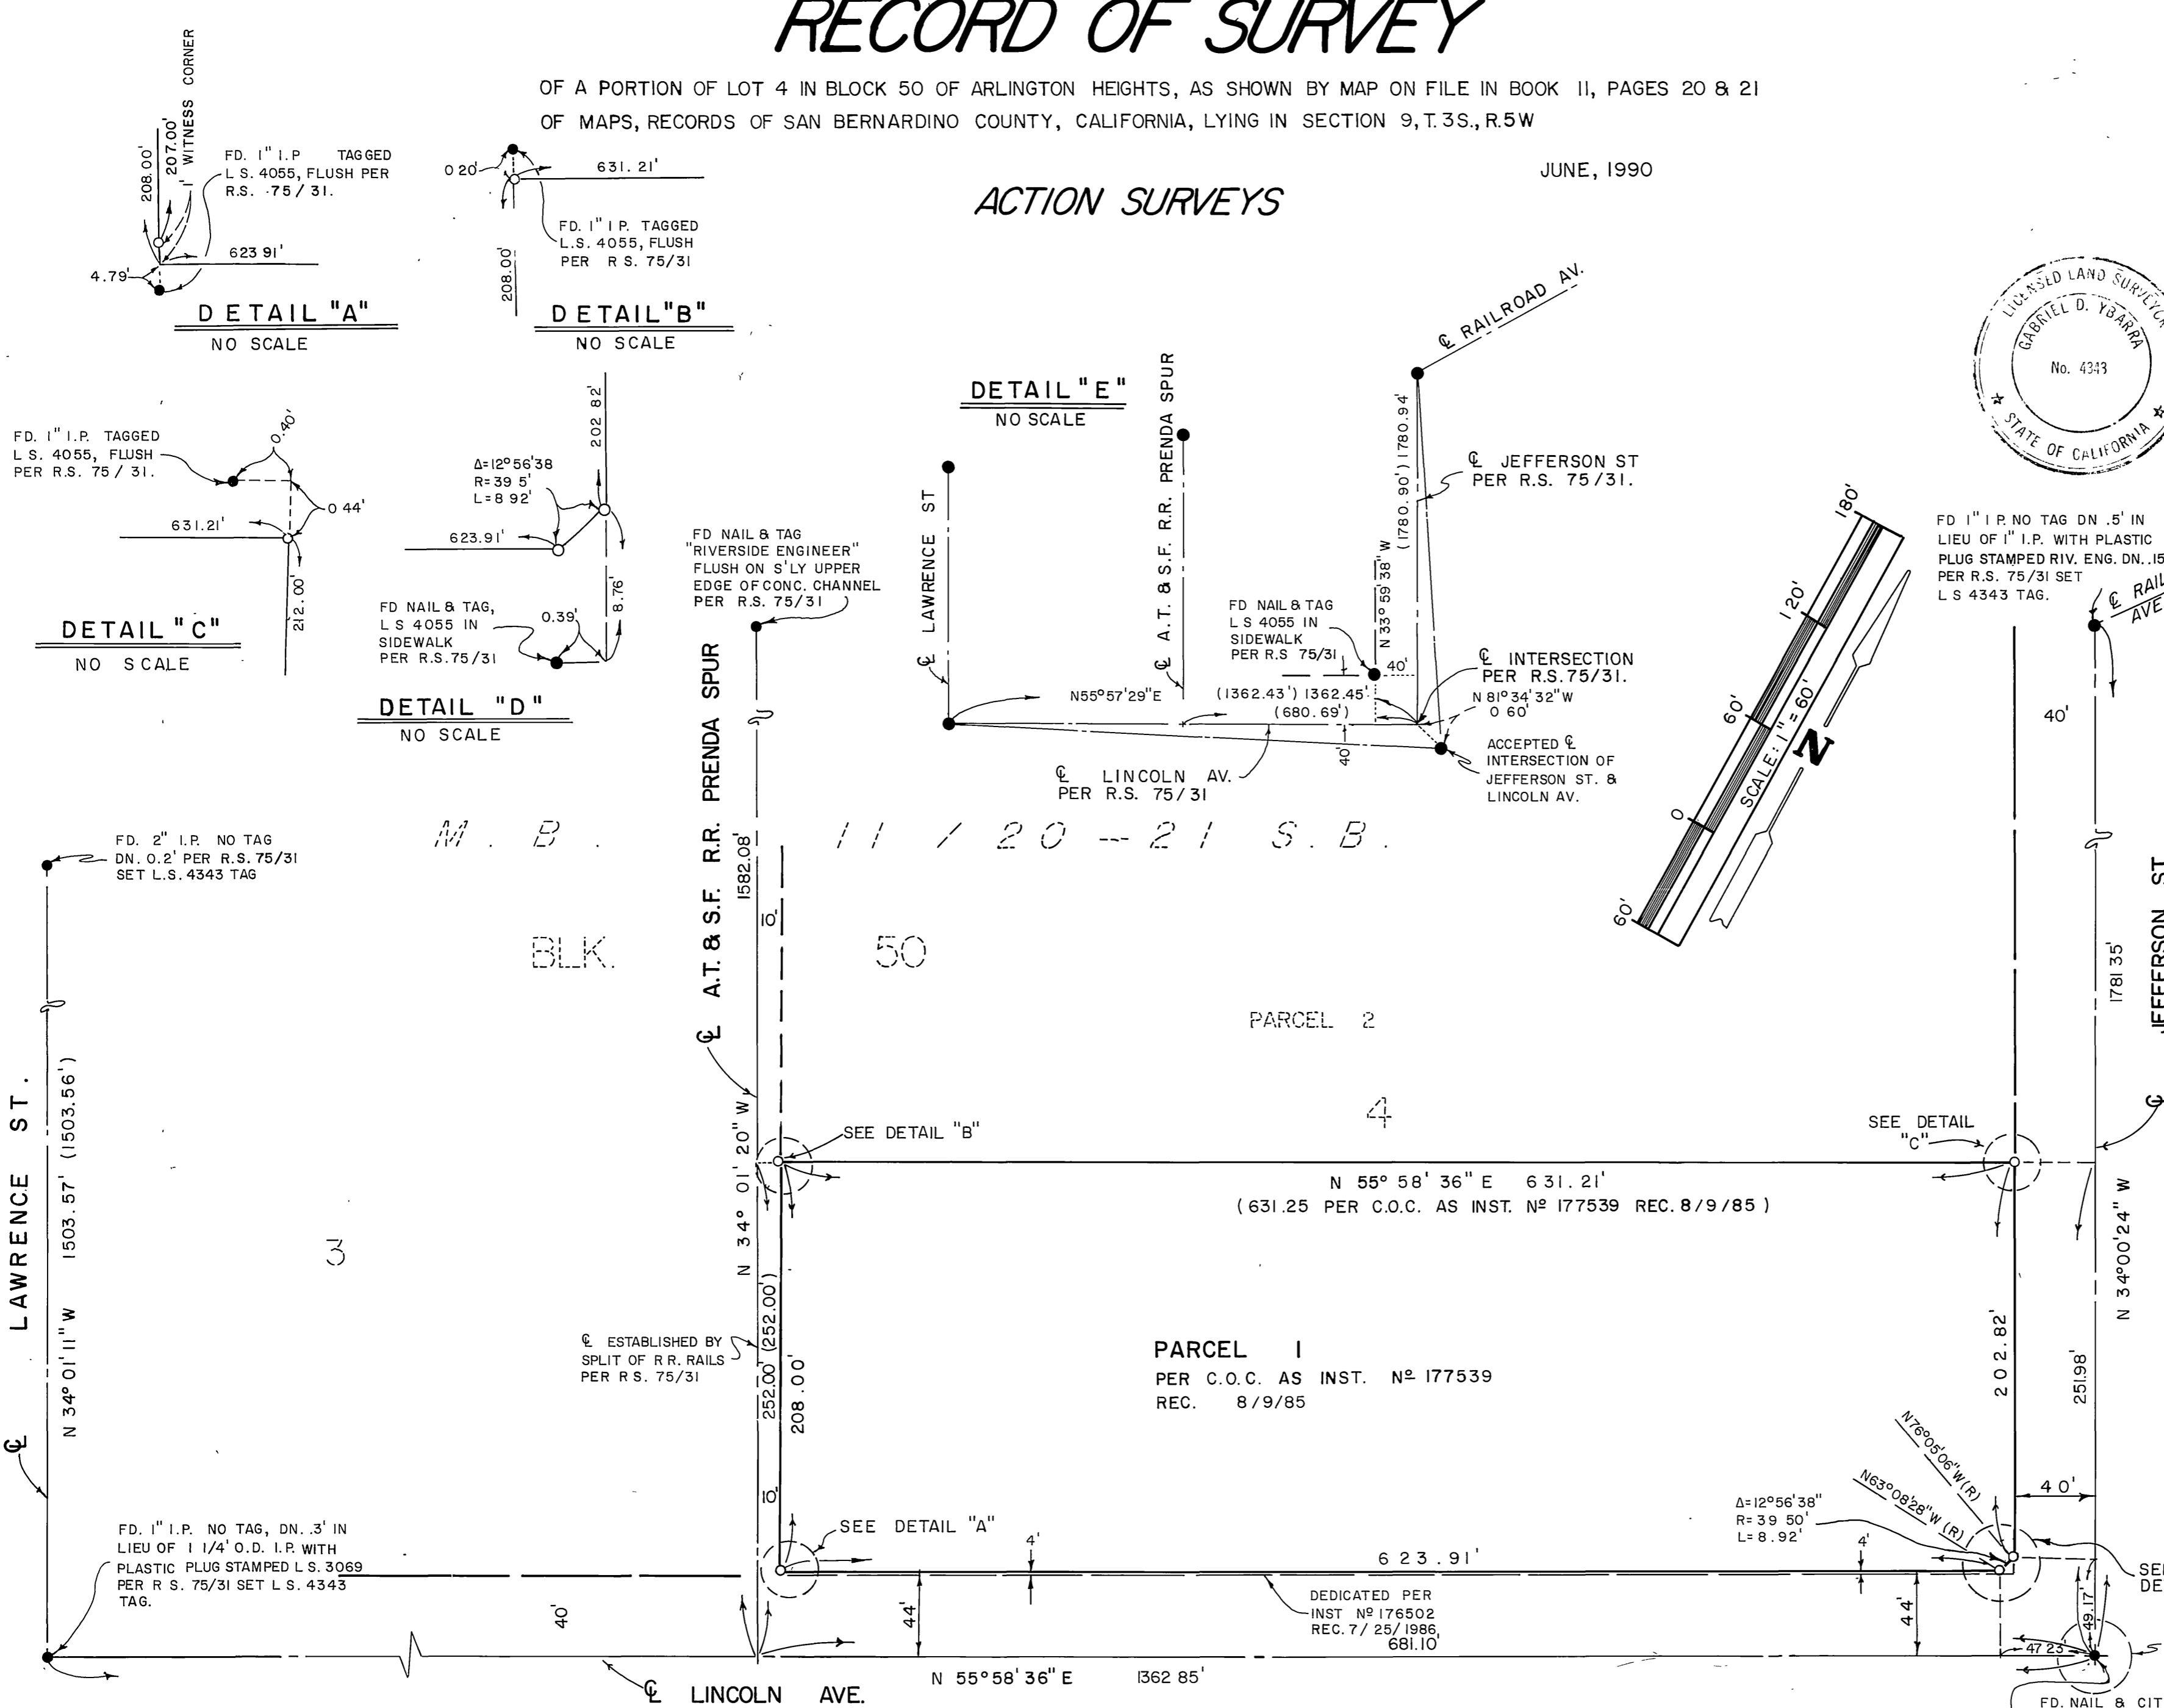 RECORD OF SURVEY
OF A PORTION OF LOT 4 IN BLOCK 50 OF ARLINGTON HEIGHTS, AS SHOWN BY MAP ON FILE IN BOOK 11, PAGES 20 & 21
OF MAPS, RECORDS OF SAN BERNARDINO COUNTY, CALIFORNIA, LYING IN SECTION 9, T. 3S., R. 5W
JUNE, 1990
ACTION SURVEYS
208.00'
207.00'
1' WITNESS CORNER
FD. 1" I.P TAGGED
L S. 4055, FLUSH PER
R.S. 75 / 31.
623 91'
4.79'
DETAIL "A"
NO SCALE
0 20'
631. 21'
FD. 1" I P. TAGGED
L.S. 4055, FLUSH
PER R S. 75/31
208.00'
DETAIL "B"
NO SCALE
FD. 1" I.P. TAGGED
L S. 4055, FLUSH
PER R.S. 75 / 31.
0.40'
0 44'
631.21'
212.00'
DETAIL "C"
NO SCALE
202 82'
Δ=12°56'38
R=39 5'
L=8 92'
623.91'
8.76'
FD NAIL & TAG,
L S 4055 IN
SIDEWALK
PER R.S. 75/31
0.39'
DETAIL "D"
NO SCALE
DETAIL "E"
NO SCALE
℄ RAILROAD AV.
℄ LAWRENCE ST
℄ A.T. & S.F. R.R. PRENDA SPUR
(1780.90') 1780.94'
N 33° 59' 38" W
℄ JEFFERSON ST
PER R.S. 75/31.
FD NAIL & TAG
L S 4055 IN
SIDEWALK
PER R.S 75/31
40'
℄ INTERSECTION
PER R.S. 75/31.
N55°57'29"E
(1362.43') 1362.45'
(680.69')
N 81°34'32"W
0 60'
40'
ACCEPTED ℄
INTERSECTION OF
JEFFERSON ST. &
LINCOLN AV.
℄ LINCOLN AV.
PER R.S. 75/31
LICENSED LAND SURVEYOR
GABRIEL D. YBARRA
No. 4343
STATE OF CALIFORNIA
180'
120'
60'
0
60'
SCALE: 1" = 60'
N
FD 1" I P. NO TAG DN .5' IN
LIEU OF 1" I.P. WITH PLASTIC
PLUG STAMPED RIV. ENG. DN. .15
PER R.S. 75/31 SET
L S 4343 TAG.
℄ RAIL
AVE
40'
FD NAIL & TAG
"RIVERSIDE ENGINEER"
FLUSH ON S'LY UPPER
EDGE OF CONC. CHANNEL
PER R.S. 75/31
FD. 2" I.P. NO TAG
DN. 0.2' PER R.S. 75/31
SET L.S. 4343 TAG
M. B. 11 / 20 -- 21 S. B.
BLK. 50
℄ A.T. & S.F. R.R. PRENDA SPUR
1582.08'
10'
PARCEL 2
4
3
1781 35'
℄ JEFFERSON ST
℄ LAWRENCE ST.
N 34° 01' 11" W 1503.57' (1503.56')
N 34° 01' 20" W
SEE DETAIL "B"
SEE DETAIL
"C"
N 55° 58' 36" E 631. 21'
(631.25 PER C.O.C. AS INST. Nº 177539 REC. 8/9/85)
N 34°00'24" W
℄ ESTABLISHED BY
SPLIT OF R R. RAILS
PER R S. 75/31
252.00' (252.00')
208.00'
PARCEL 1
PER C.O.C. AS INST. Nº 177539
REC. 8/9/85
202.82'
251.98'
N76°05'06"W(R)
N63°08'28"W (R)
40'
Δ=12°56'38"
R=39 50'
L=8.92'
10'
SEE DETAIL "A"
4'
623.91'
4'
44'
DEDICATED PER
INST Nº 176502
REC. 7/25/1986
681.10'
44'
49.17'
47 23'
FD. 1" I.P. NO TAG, DN. .3' IN
LIEU OF 1 1/4' O.D. I.P. WITH
PLASTIC PLUG STAMPED L S. 3069
PER R S. 75/31 SET L S. 4343
TAG.
40'
N 55°58'36" E 1362 85'
℄ LINCOLN AVE.
FD. NAIL & CIT